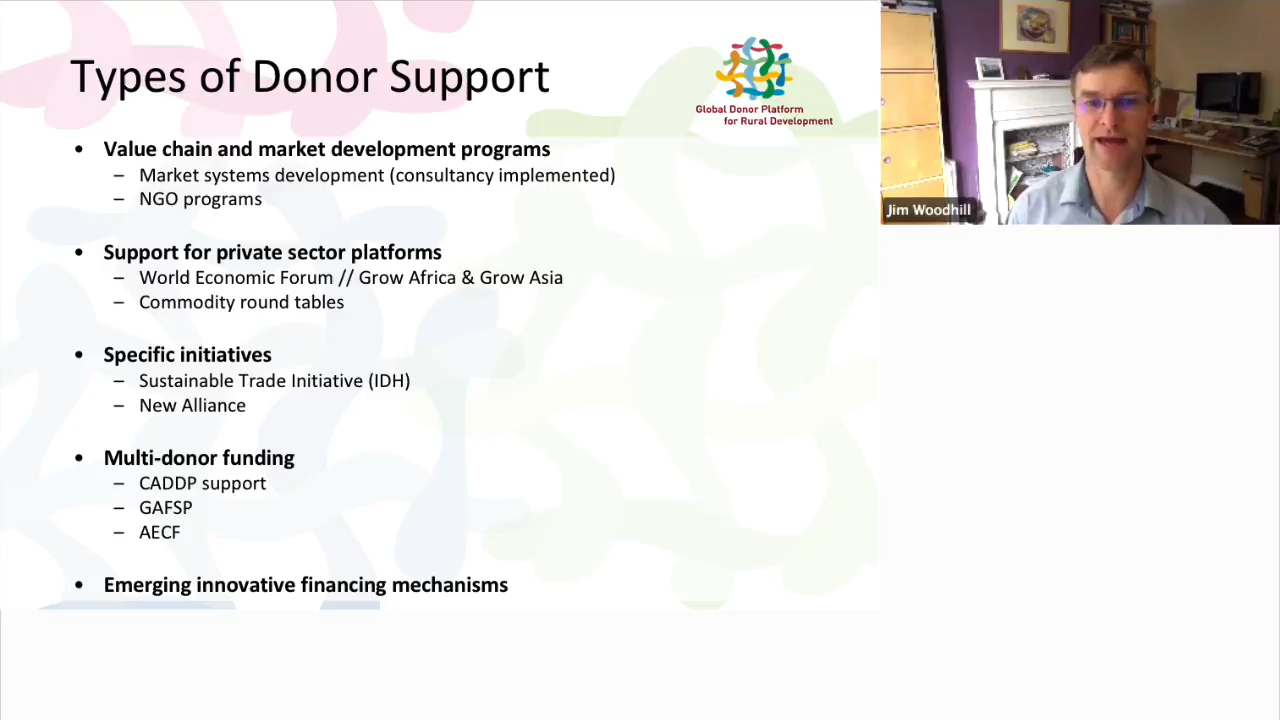 Types of Donor Support
Global Donor Platform
for Rural Development
• Value chain and market development programs
– Market systems development (consultancy implemented)
– NGO programs
• Support for private sector platforms
– World Economic Forum // Grow Africa & Grow Asia
– Commodity round tables
• Specific initiatives
– Sustainable Trade Initiative (IDH)
– New Alliance
• Multi-donor funding
– CADDP support
– GAFSP
– AECF
• Emerging innovative financing mechanisms
Jim Woodhill